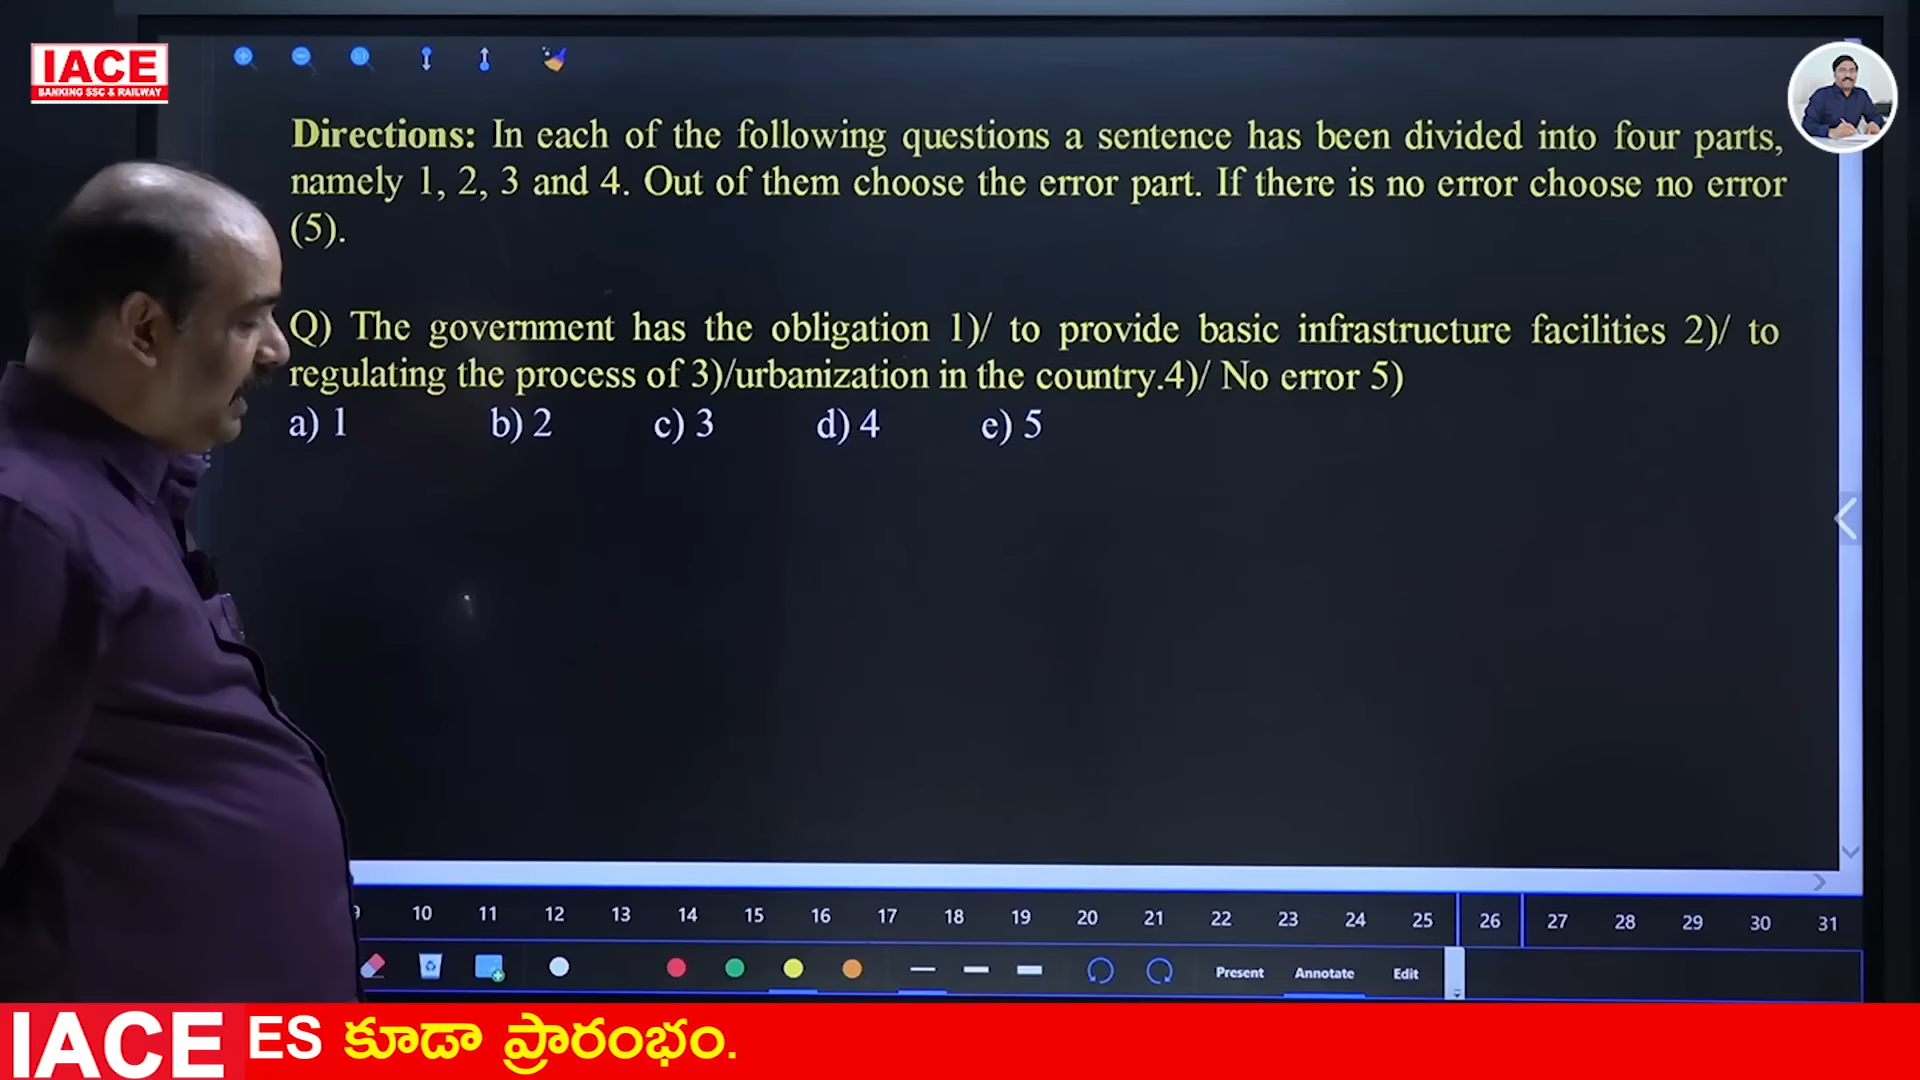 IACE
BANKING SSC & RAILWAY
Directions: In each of the following questions a sentence has been divided into four parts,
namely 1, 2, 3 and 4. Out of them choose the error part. If there is no error choose no error
(5).
Q) The government has the obligation 1)/ to provide basic infrastructure facilities 2)/ to
regulating the process of 3)/urbanization in the country.4)/ No error 5)
a) 1 b) 2 c) 3 d) 4 e) 5
9 10 11 12 13 14 15 16 17 18 19 20 21 22 23 24 25 26 27 28 29 30 31
Present Annotate Edit
IACE ES కూడా ప్రారంభం.